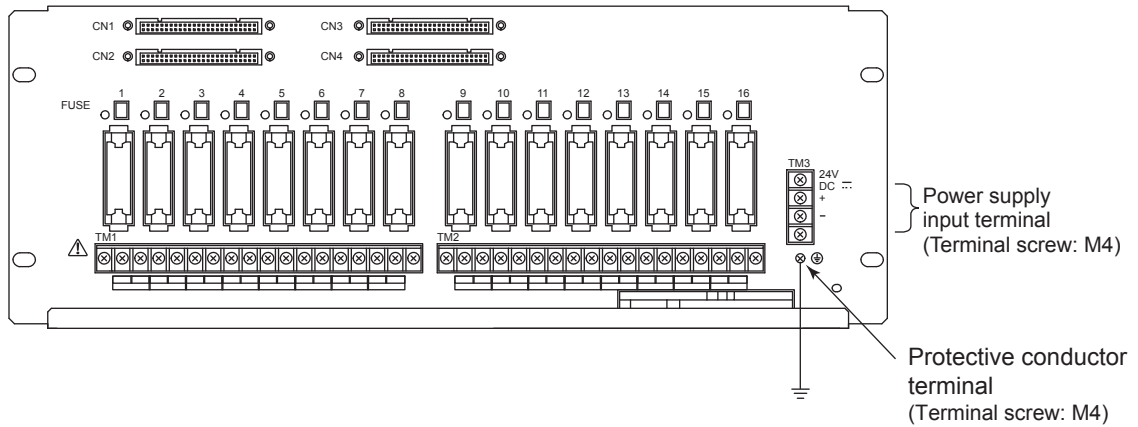 CN1
CN3
CN2
CN4
FUSE
1 2 3 4 5 6 7 8 9 10 11 12 13 14 15 16
TM3
24V
DC
+
−
TM1
TM2
Power supply
input terminal
(Terminal screw: M4)
Protective conductor
terminal
(Terminal screw: M4)